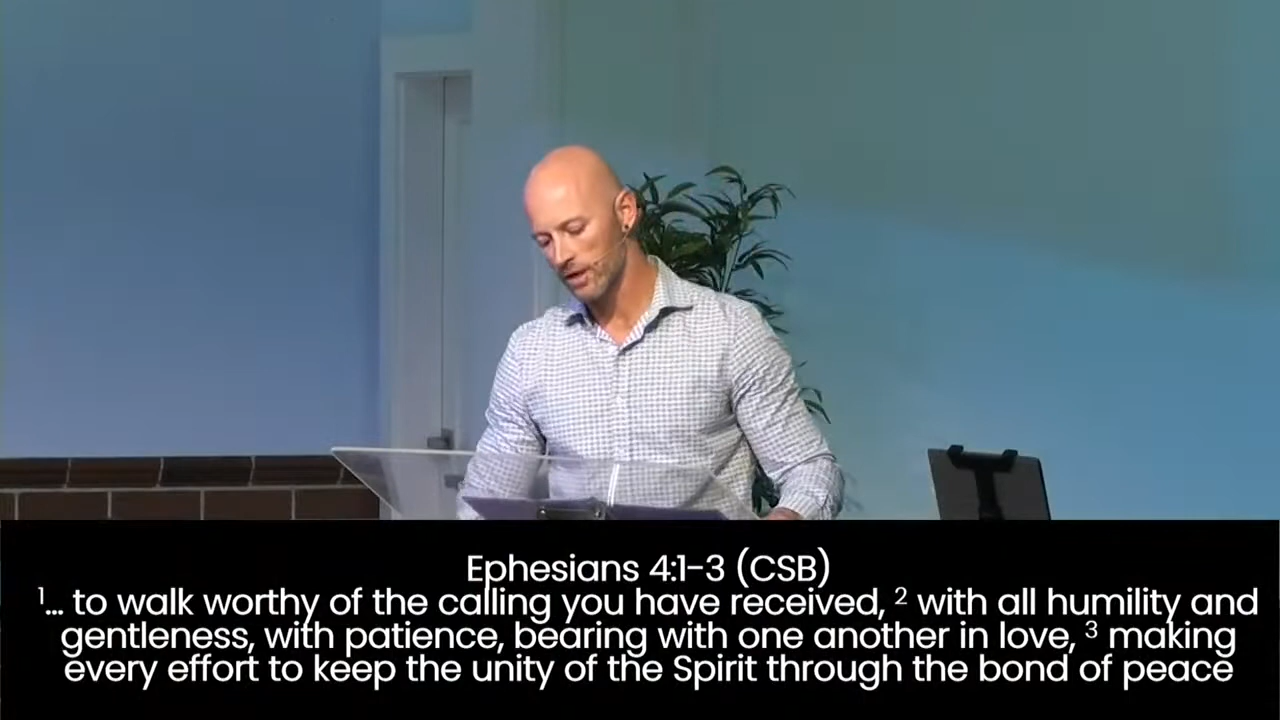 Ephesians 4:1-3 (CSB)
1... to walk worthy of the calling you have received, 2 with all humility and
gentleness, with patience, bearing with one another in love, 3 making
every effort to keep the unity of the Spirit through the bond of peace